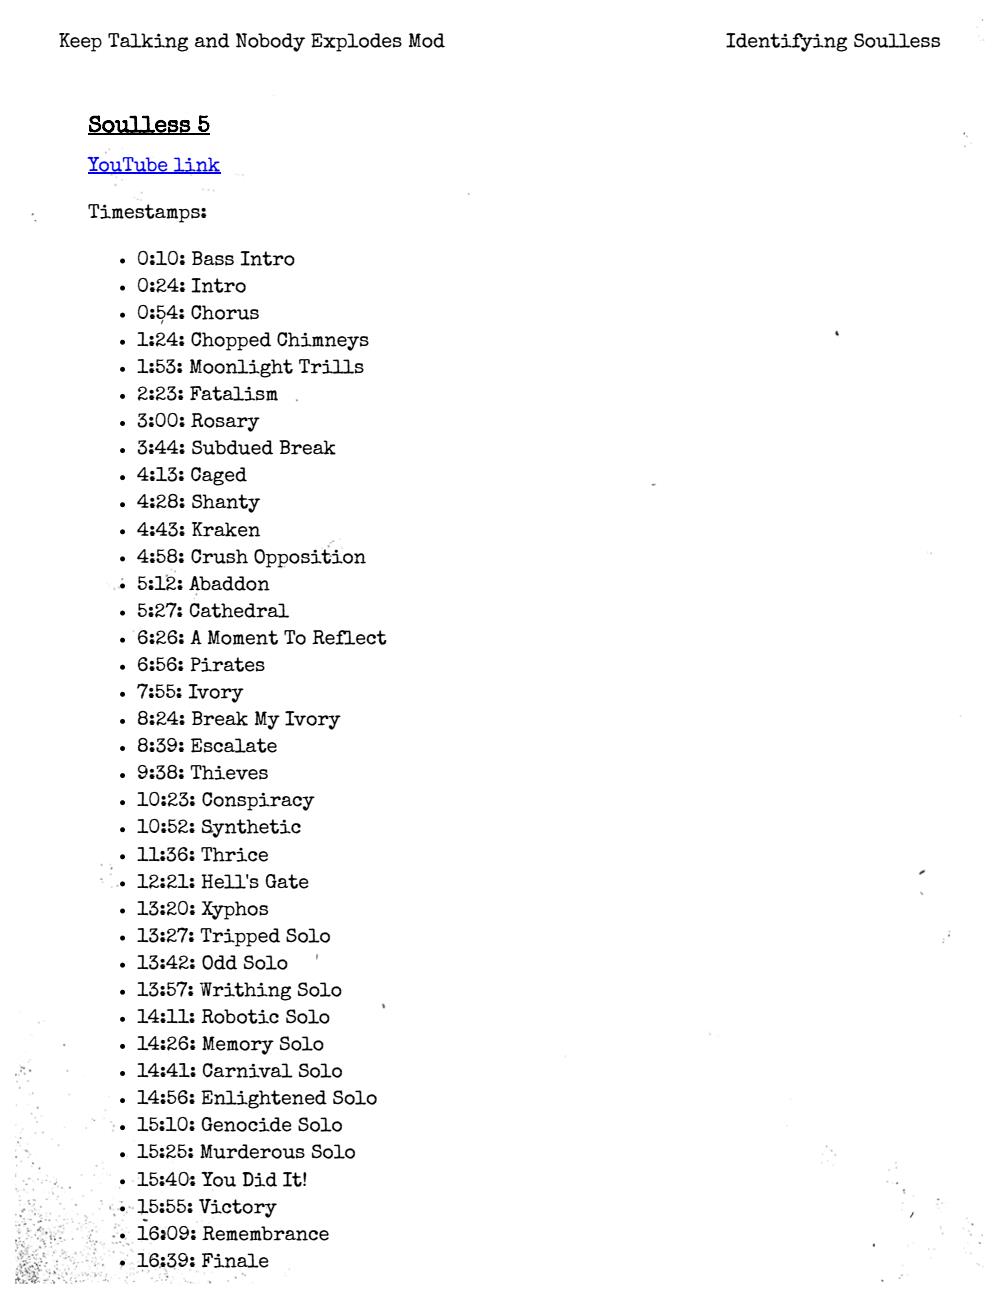 Keep Talking and Nobody Explodes Mod
Identifying Soulless
Soulless 5
YouTube link
Timestamps:
• 0:10: Bass Intro
• 0:24: Intro
• 0:54: Chorus
• 1:24: Chopped Chimneys
• 1:53: Moonlight Trills
• 2:23: Fatalism
• 3:00: Rosary
• 3:44: Subdued Break
• 4:13: Caged
• 4:28: Shanty
• 4:43: Kraken
• 4:58: Crush Opposition
• 5:12: Abaddon
• 5:27: Cathedral
• 6:26: A Moment To Reflect
• 6:56: Pirates
• 7:55: Ivory
• 8:24: Break My Ivory
• 8:39: Escalate
• 9:38: Thieves
• 10:23: Conspiracy
• 10:52: Synthetic
• 11:36: Thrice
• 12:21: Hell's Gate
• 13:20: Xyphos
• 13:27: Tripped Solo
• 13:42: Odd Solo
• 13:57: Writhing Solo
• 14:11: Robotic Solo
• 14:26: Memory Solo
• 14:41: Carnival Solo
• 14:56: Enlightened Solo
• 15:10: Genocide Solo
• 15:25: Murderous Solo
• 15:40: You Did It!
• 15:55: Victory
• 16:09: Remembrance
• 16:39: Finale